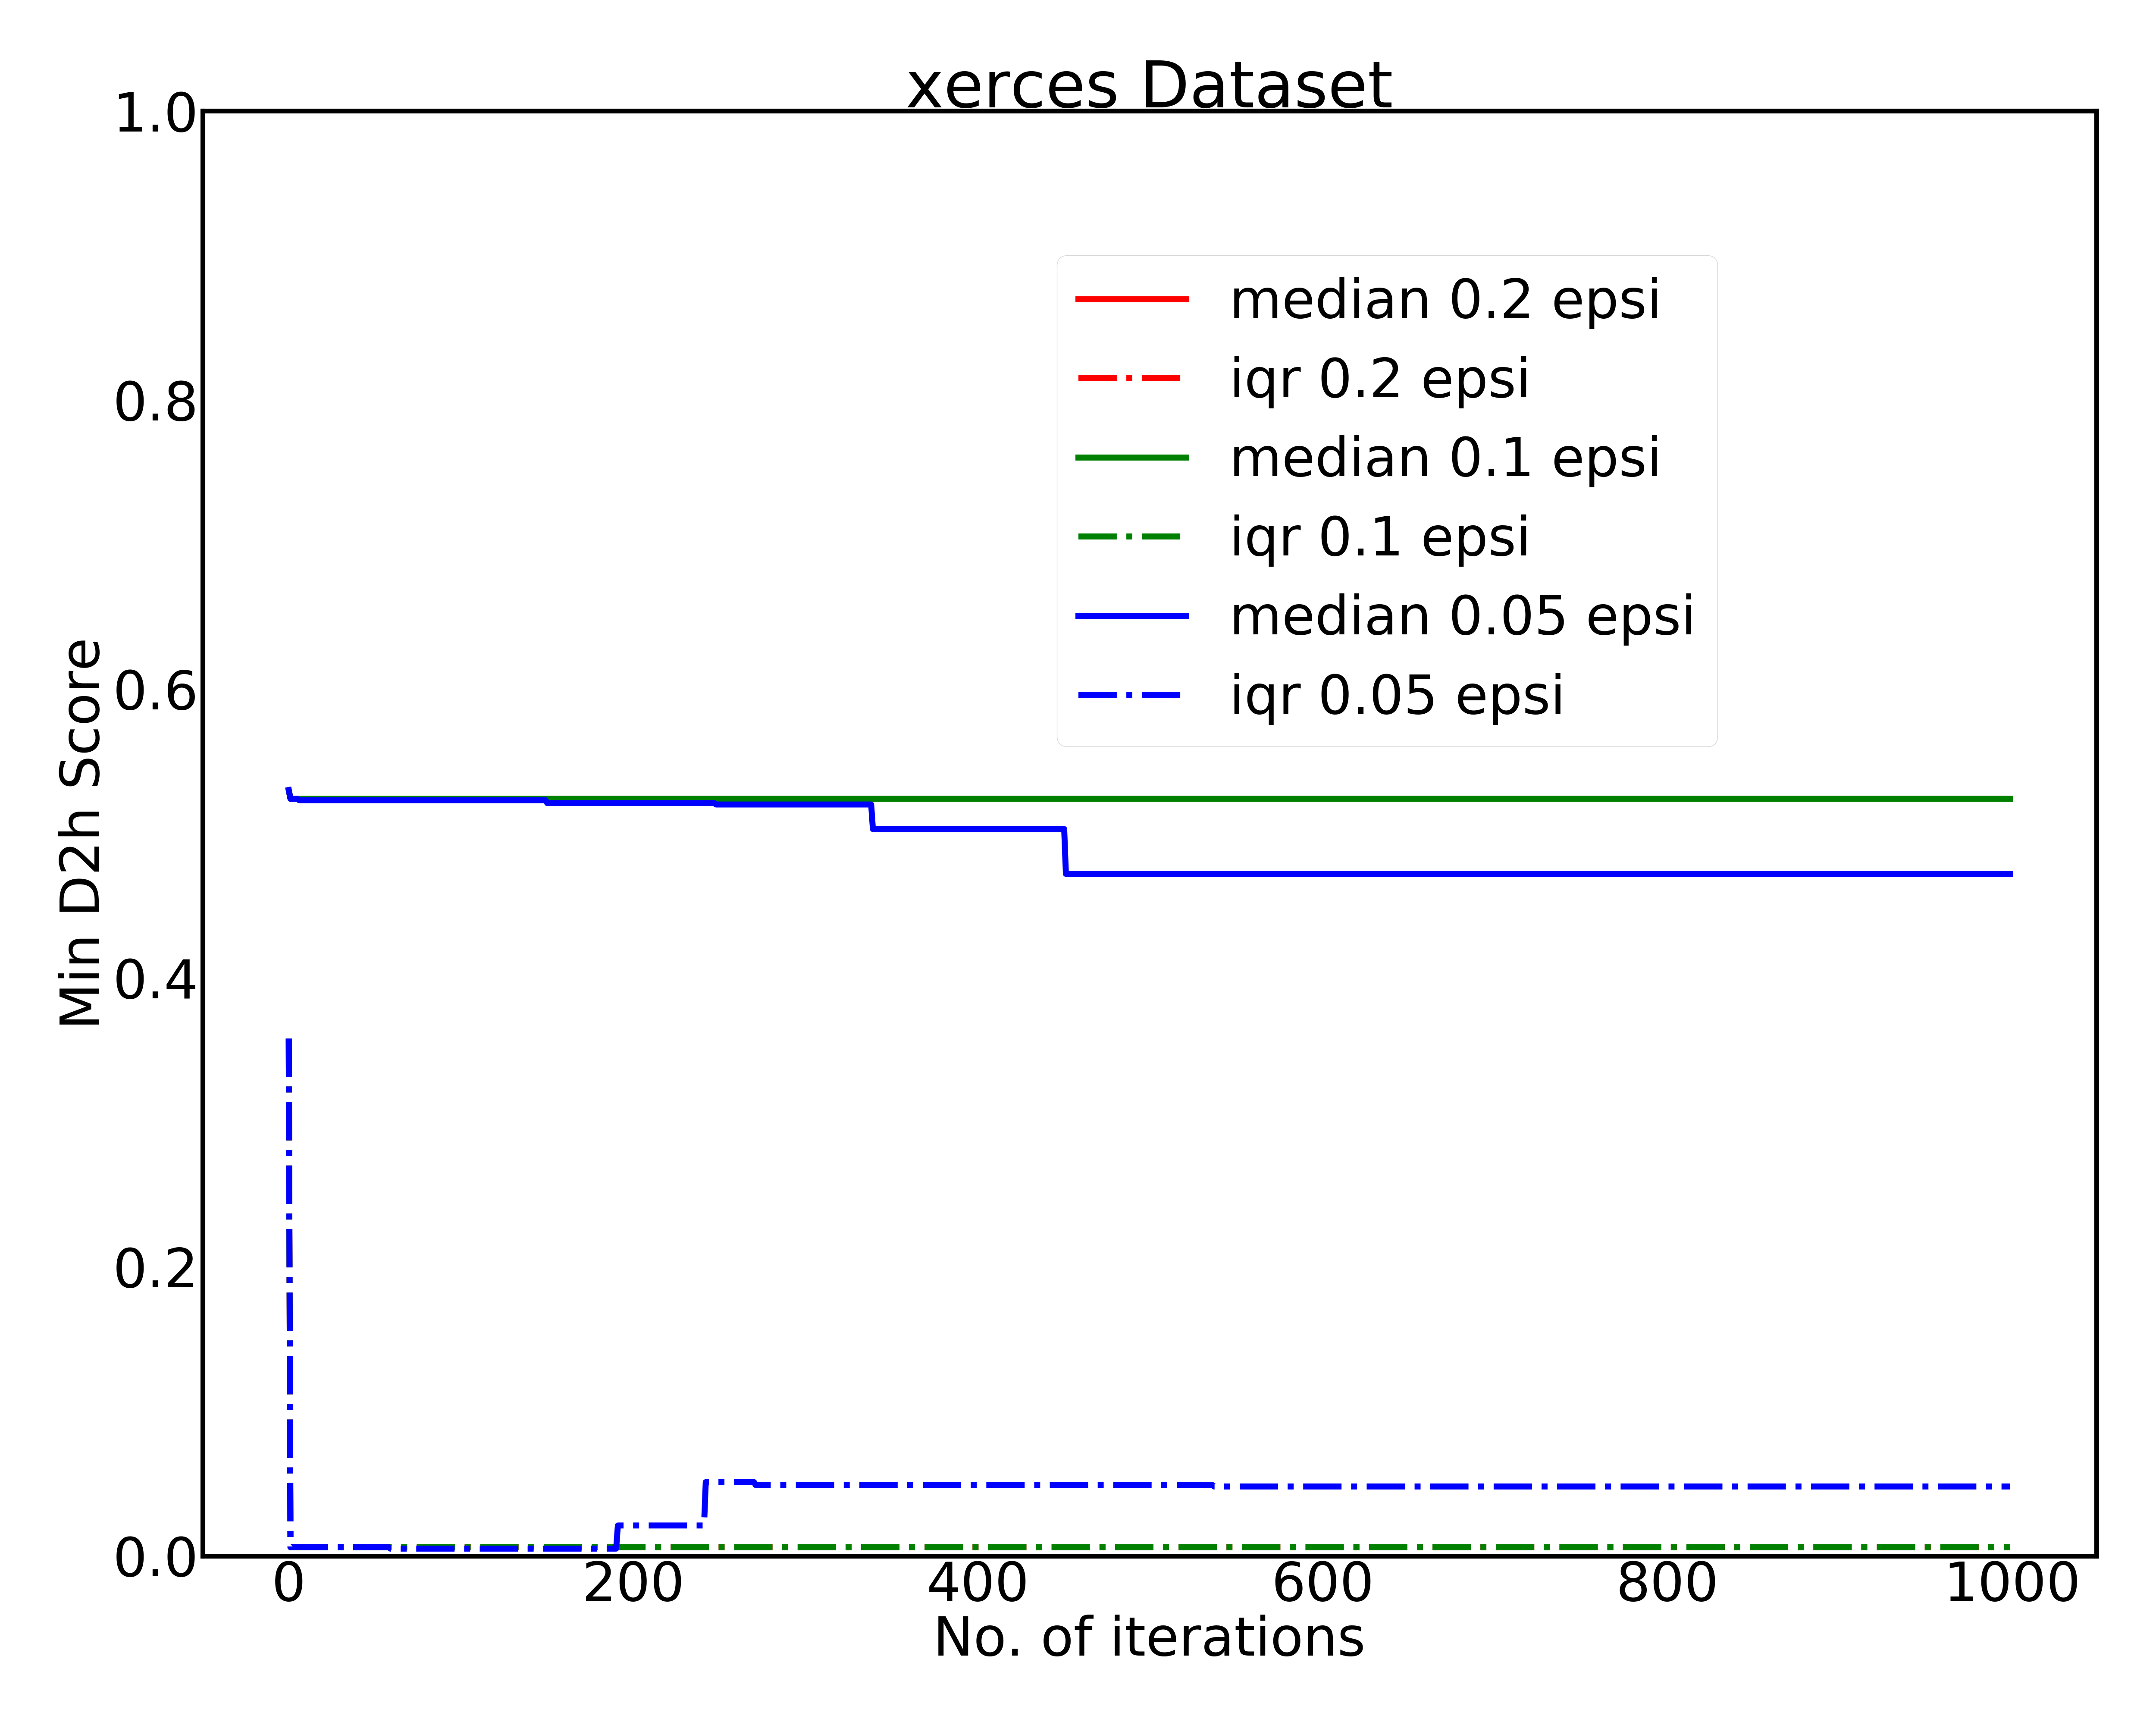 xerces Dataset
1.0
0.8
0.6
0.4
0.2
0.0
Min D2h Score
median 0.2 epsi
iqr 0.2 epsi
median 0.1 epsi
iqr 0.1 epsi
median 0.05 epsi
iqr 0.05 epsi
0 200 400 600 800 1000
No. of iterations